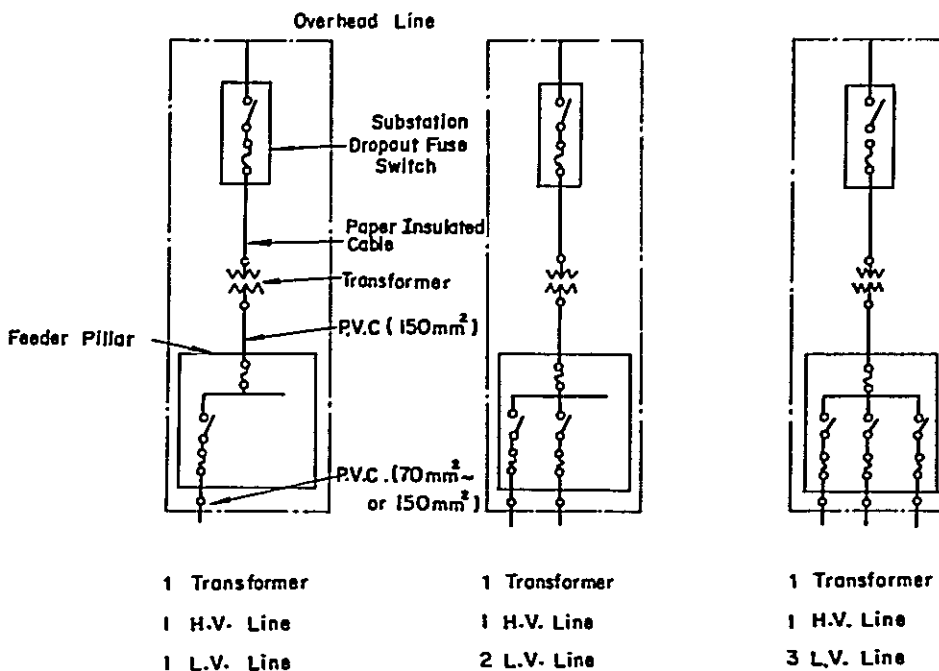 Overhead Line
Substation
Dropout Fuse
Switch
Paper Insulated
Cable
Transformer
P.V.C (150mm²)
Feeder Pillar
P.V.C. (70mm²~
or 150mm²)
1 Transformer
1 H.V. Line
1 L.V. Line
1 Transformer
1 H.V. Line
2 L.V. Line
1 Transformer
1 H.V. Line
3 L.V. Line